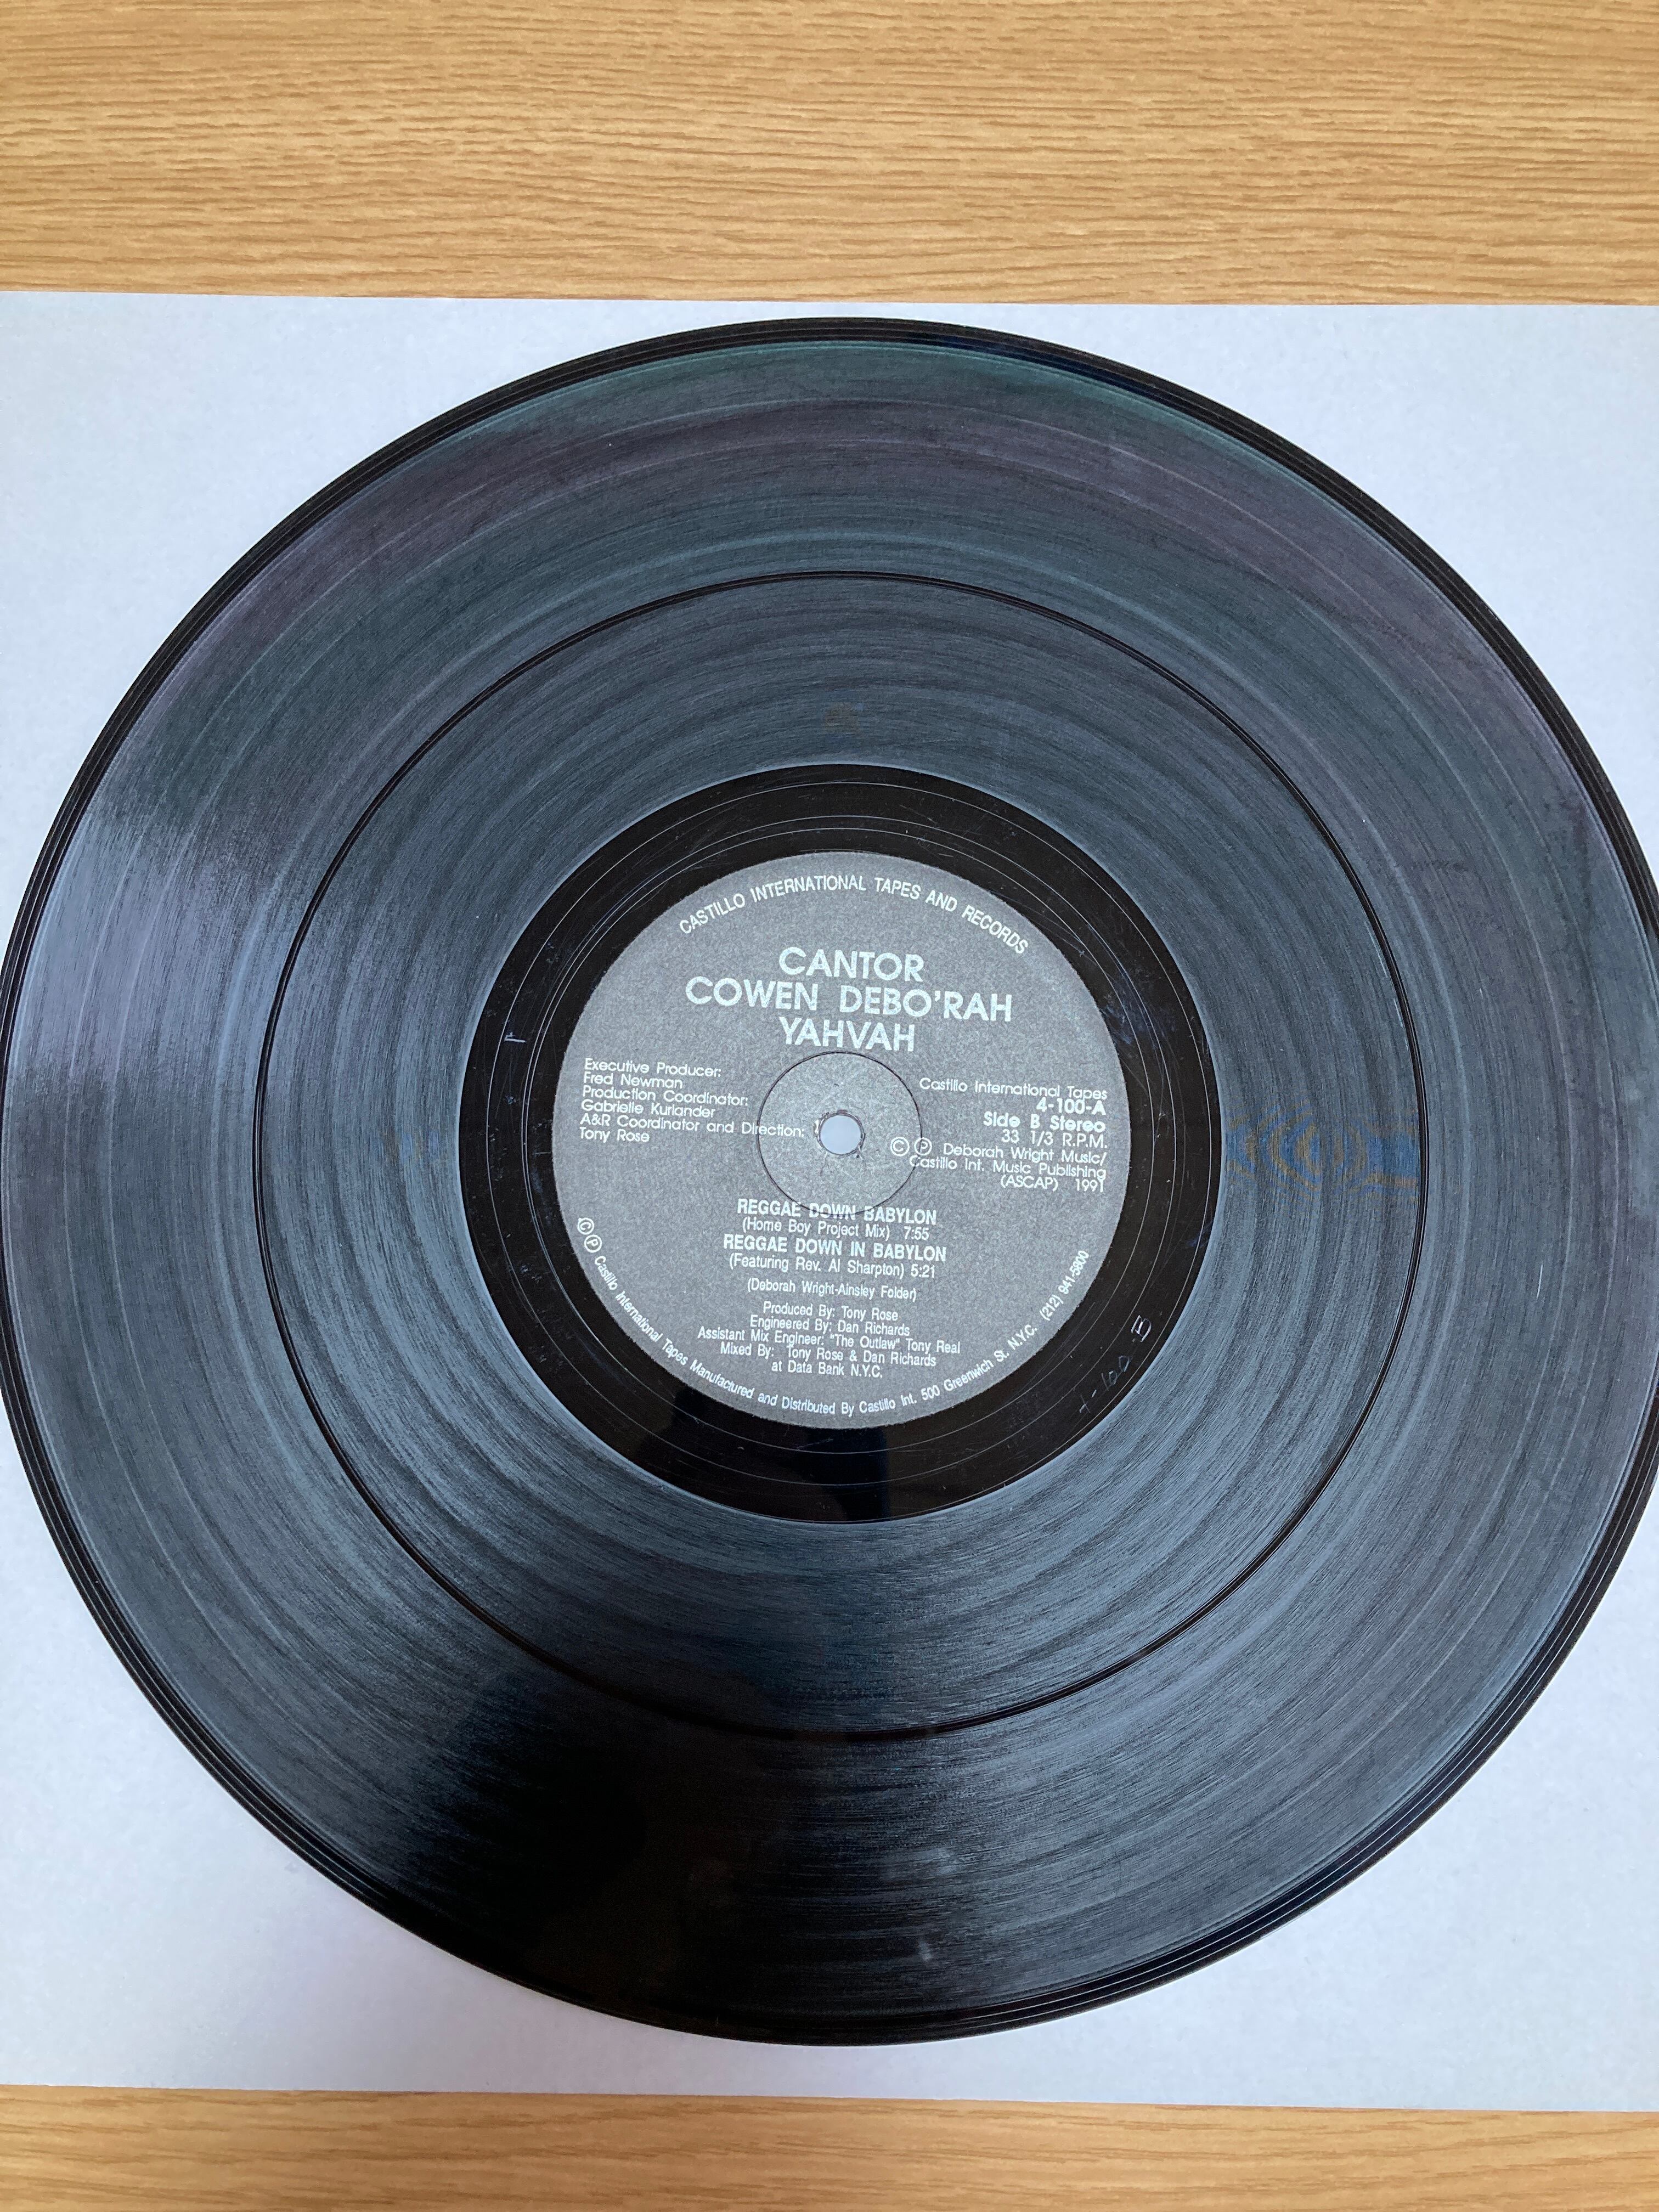 CASTILLO INTERNATIONAL TAPES AND RECORDS
CANTOR
COWEN DEBO'RAH
YAHVAH
Executive Producer:
Fred Newman
Production Coordinator:
Gabrielle Kurlander
A&R Coordinator and Direction:
Tony Rose
Castillo International Tapes
4-100-A
Side B Stereo
33 1/3 R.P.M.
© ℗ Deborah Wright Music/
Castillo Int. Music Publishing
(ASCAP) 1991
REGGAE DOWN BABYLON
(Home Boy Project Mix) 7:55
REGGAE DOWN IN BABYLON
(Featuring Rev. Al Sharpton) 5:21
(Deborah Wright-Ainsley Folder)
Produced By: Tony Rose
Engineered By: Dan Richards
Assistant Mix Engineer: "The Outlaw" Tony Real
Mixed By: Tony Rose & Dan Richards
at Data Bank N.Y.C.
© ℗ Castillo International Tapes Manufactured and Distributed By Castillo Int. 500 Greenwich St. N.Y.C. (212) 941-5800